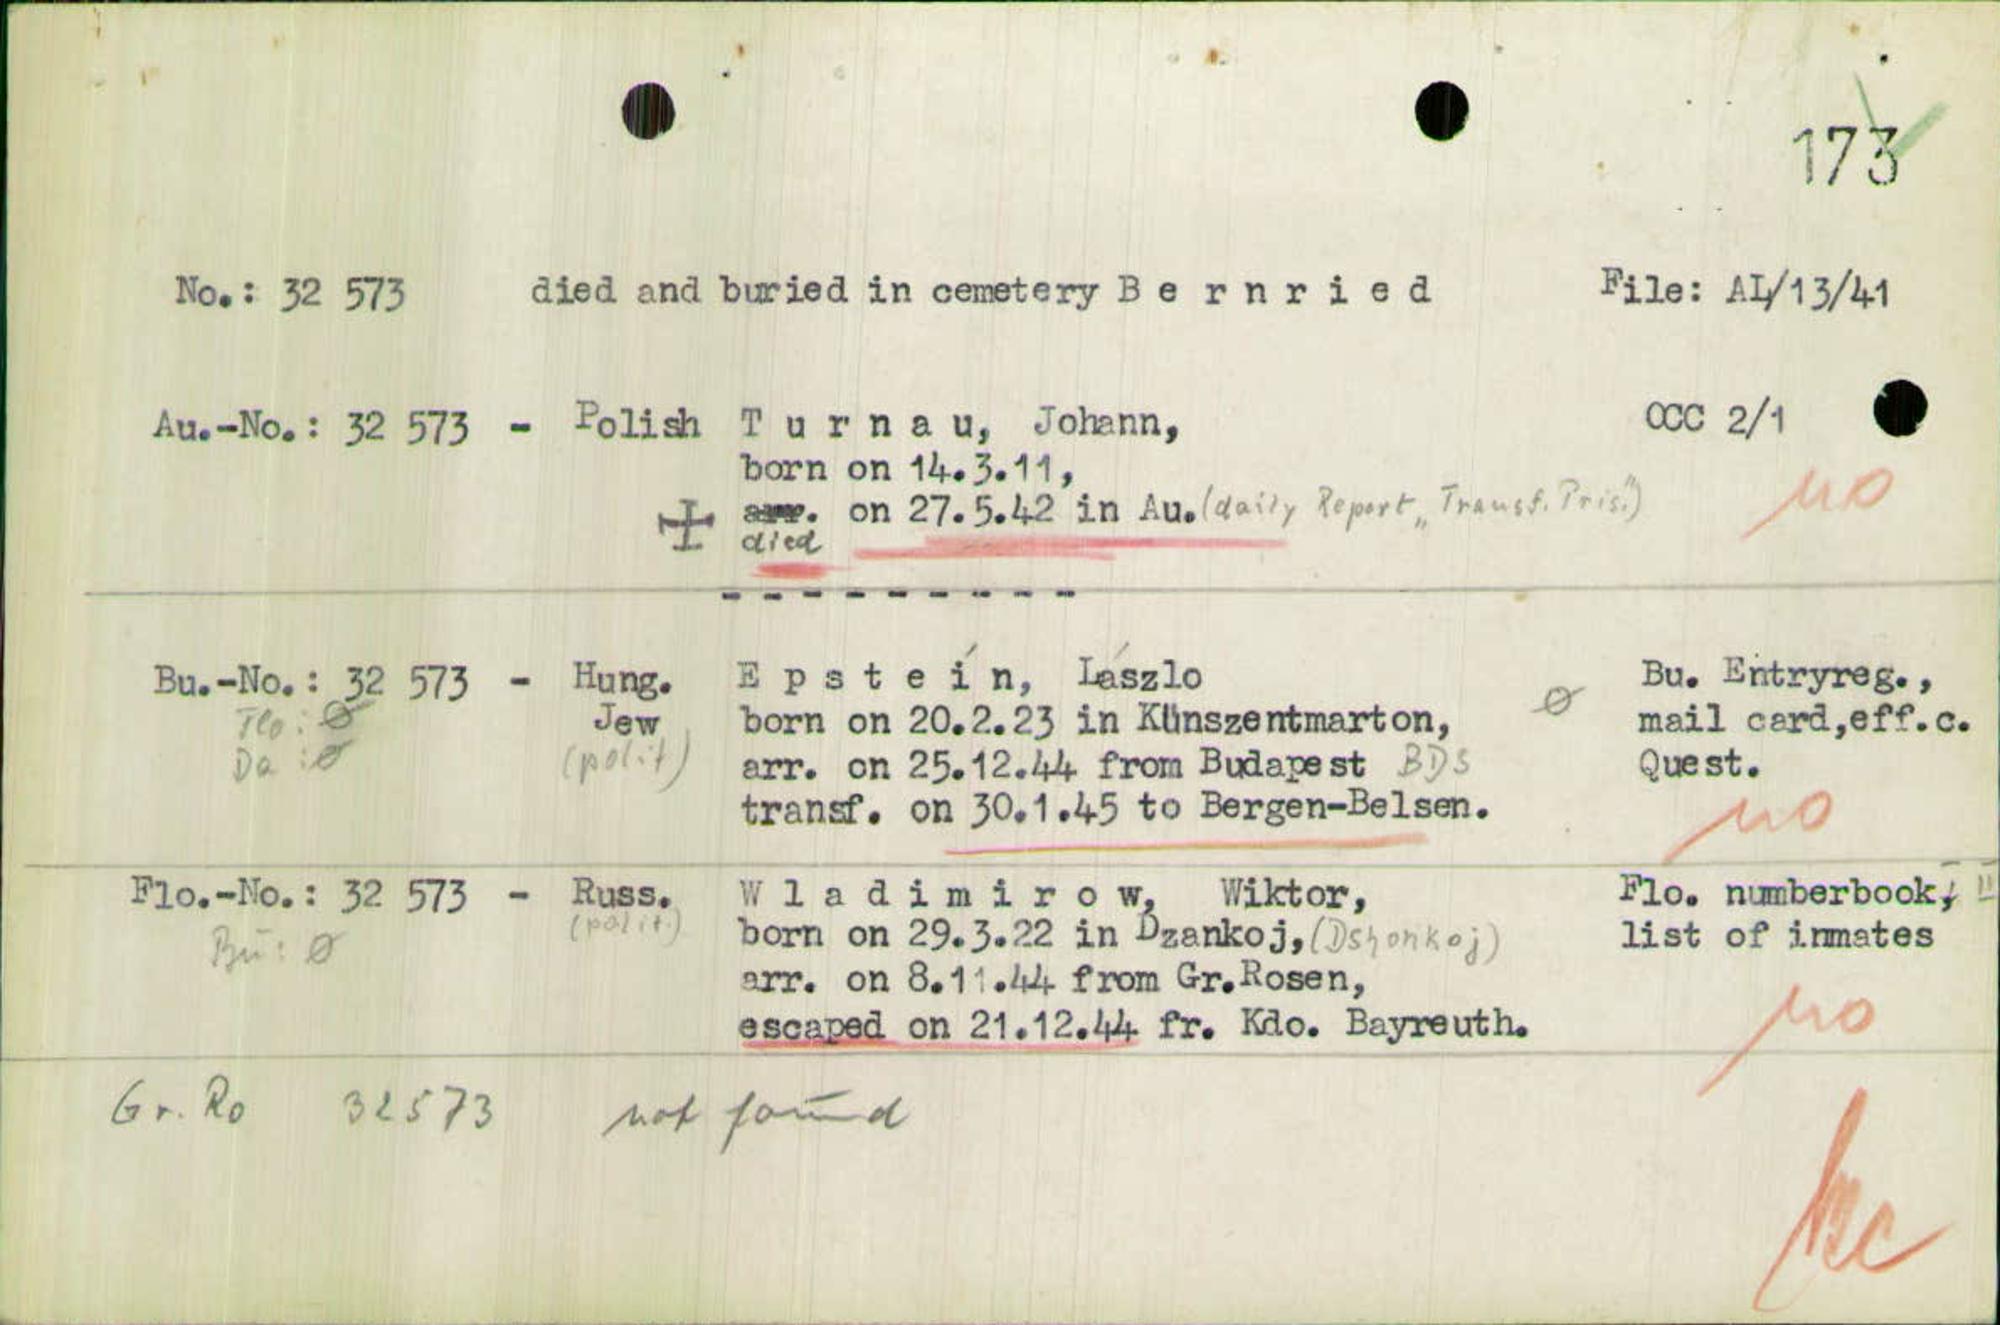 173
No.: 32 573 died and buried in cemetery B e r n r i e d File: AL/13/41
Au.-No.: 32 573 - Polish T u r n a u, Johann, OCC 2/1
born on 14.3.11,
arr. on 27.5.42 in Au. (daily Report „Transf. Pris.") no
died
- - - - - - - - -
Bu.-No.: 32 573 - Hung. E p s t e í n, László Bu. Entryreg.,
Flo: Ø Jew born on 20.2.23 in Künszentmarton, Ø mail card,eff.c.
Da: Ø (polit) arr. on 25.12.44 from Budapest BDS Quest.
transf. on 30.1.45 to Bergen-Belsen. no
Flo.-No.: 32 573 - Russ. W l a d i m i r o w, Wiktor, Flo. numberbook, II
Bu: Ø (polit.) born on 29.3.22 in Dzankoj, (Dshonkoj) list of inmates
arr. on 8.11.44 from Gr.Rosen,
escaped on 21.12.44 fr. Kdo. Bayreuth. no
Gr. Ro 32573 not found